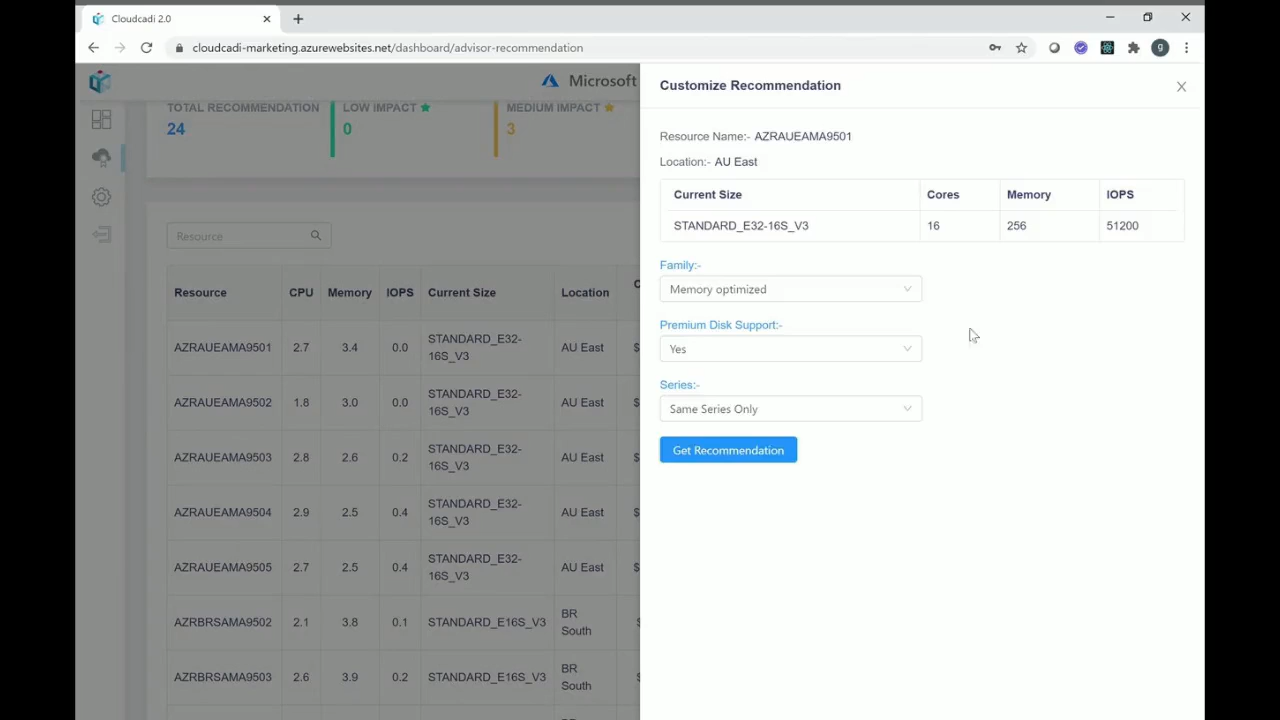 Cloudcadi 2.0
cloudcadi-marketing.azurewebsites.net/dashboard/advisor-recommendation
g
Microsoft
TOTAL RECOMMENDATION
24
LOW IMPACT
0
MEDIUM IMPACT
3
Resource
Resource CPU Memory IOPS Current Size Location C
AZRAUEAMA9501 2.7 3.4 0.0 STANDARD_E32-
16S_V3 AU East $
AZRAUEAMA9502 1.8 3.0 0.0 STANDARD_E32-
16S_V3 AU East $
AZRAUEAMA9503 2.8 2.6 0.2 STANDARD_E32-
16S_V3 AU East $
AZRAUEAMA9504 2.9 2.5 0.4 STANDARD_E32-
16S_V3 AU East $
AZRAUEAMA9505 2.7 2.5 0.4 STANDARD_E32-
16S_V3 AU East $
AZRBRSAMA9502 2.1 3.8 0.1 STANDARD_E16S_V3 BR
South $
AZRBRSAMA9503 2.6 3.9 0.2 STANDARD_E16S_V3 BR
South $
Customize Recommendation
Resource Name:- AZRAUEAMA9501
Location:- AU East
Current Size Cores Memory IOPS
STANDARD_E32-16S_V3 16 256 51200
Family:-
Memory optimized
Premium Disk Support:-
Yes
Series:-
Same Series Only
Get Recommendation